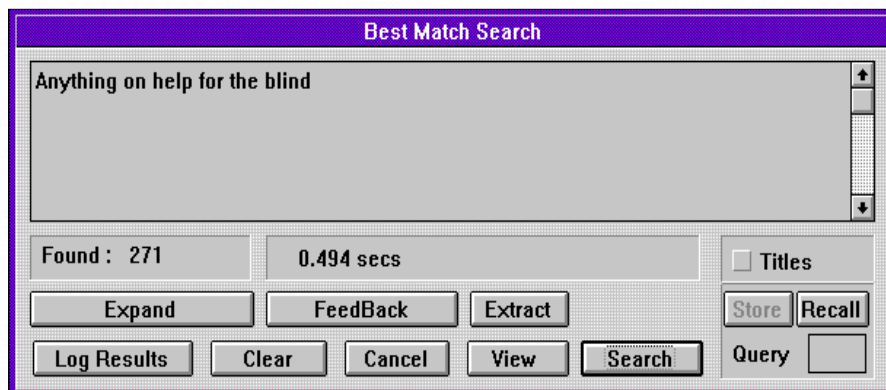 Best Match Search
Anything on help for the blind
Found : 271
0.494 secs
Titles
Expand
FeedBack
Extract
Store
Recall
Log Results
Clear
Cancel
View
Search
Query